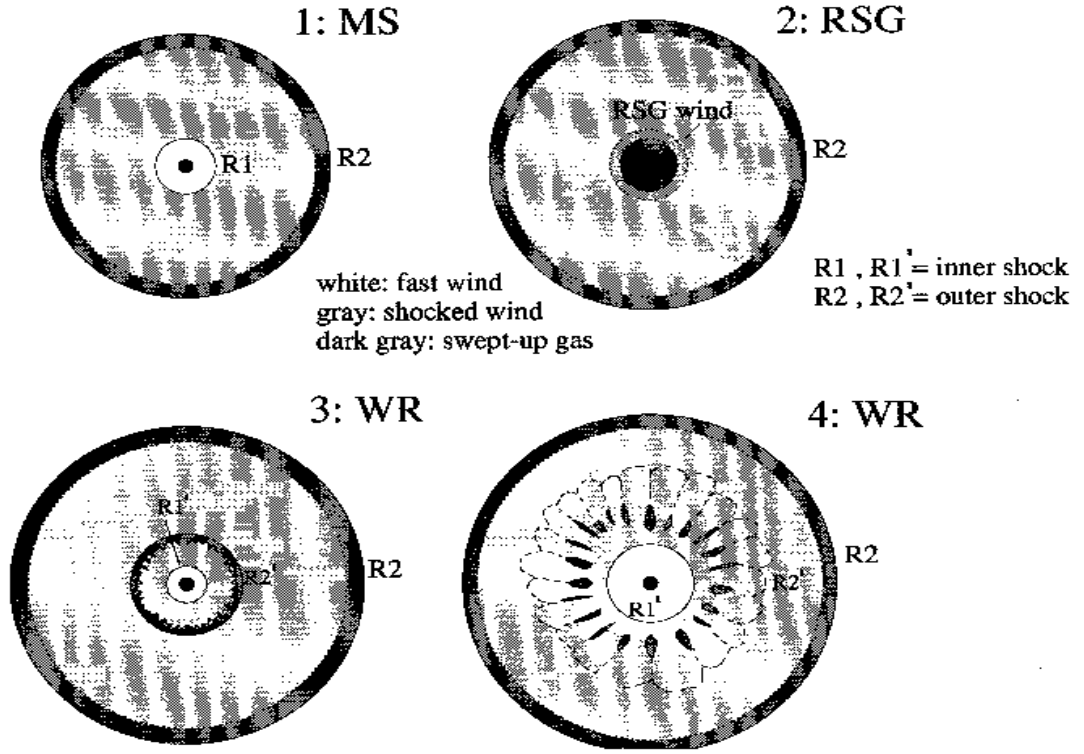 1: MS
R1
R2
2: RSG
RSG wind
R2
white: fast wind
gray: shocked wind
dark gray: swept-up gas
R1 , R1'= inner shock
R2 , R2'= outer shock
3: WR
R1'
R2'
R2
4: WR
R1'
R2'
R2